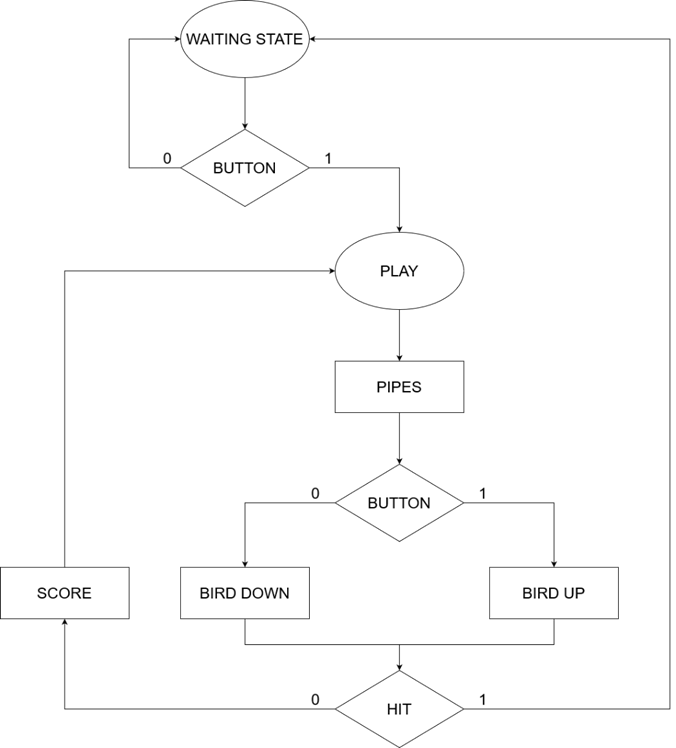 WAITING STATE
0
BUTTON
1
PLAY
PIPES
0
BUTTON
1
SCORE
BIRD DOWN
BIRD UP
0
HIT
1